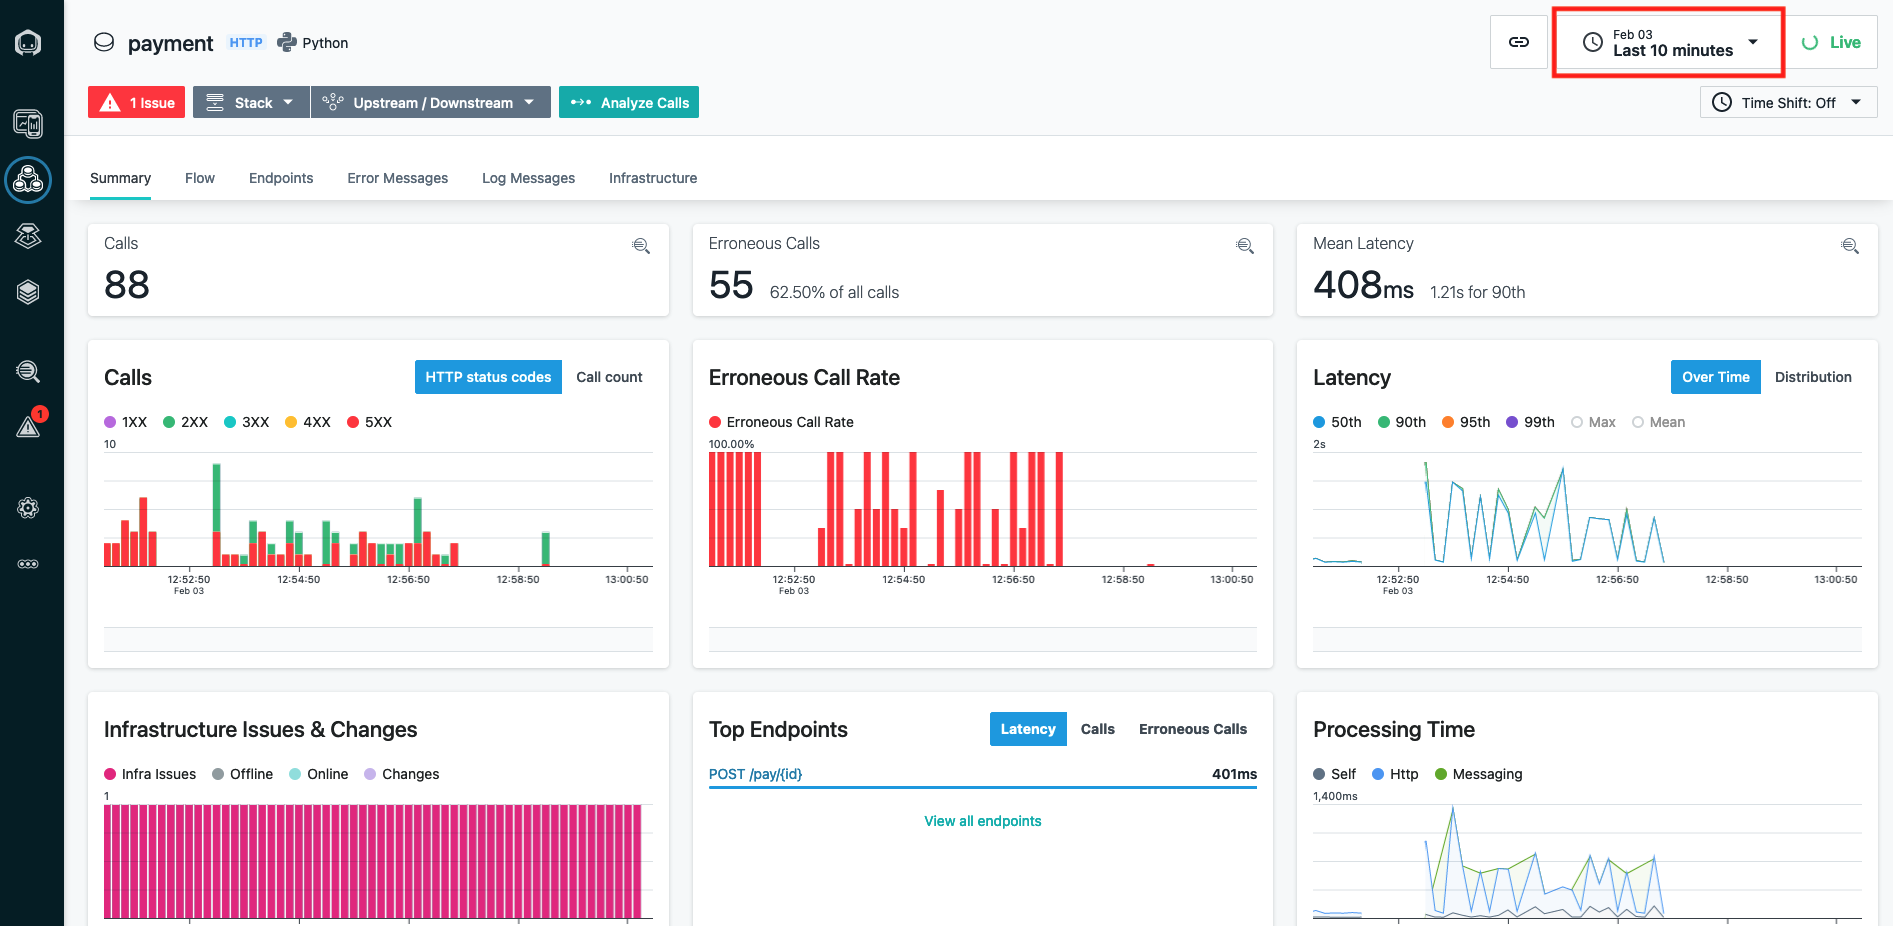 payment HTTP Python
Feb 03
Last 10 minutes
Live
1 Issue Stack Upstream / Downstream Analyze Calls
Time Shift: Off
Summary Flow Endpoints Error Messages Log Messages Infrastructure
1
Calls
88
Erroneous Calls
55 62.50% of all calls
Mean Latency
408ms 1.21s for 90th
Calls HTTP status codes Call count
1XX 2XX 3XX 4XX 5XX
10
12:52:50 12:54:50 12:56:50 12:58:50 13:00:50
Feb 03
Erroneous Call Rate
Erroneous Call Rate
100.00%
12:52:50 12:54:50 12:56:50 12:58:50 13:00:50
Feb 03
Latency Over Time Distribution
50th 90th 95th 99th Max Mean
2s
12:52:50 12:54:50 12:56:50 12:58:50 13:00:50
Feb 03
Infrastructure Issues & Changes
Infra Issues Offline Online Changes
1
Top Endpoints Latency Calls Erroneous Calls
POST /pay/{id} 401ms
View all endpoints
Processing Time
Self Http Messaging
1,400ms